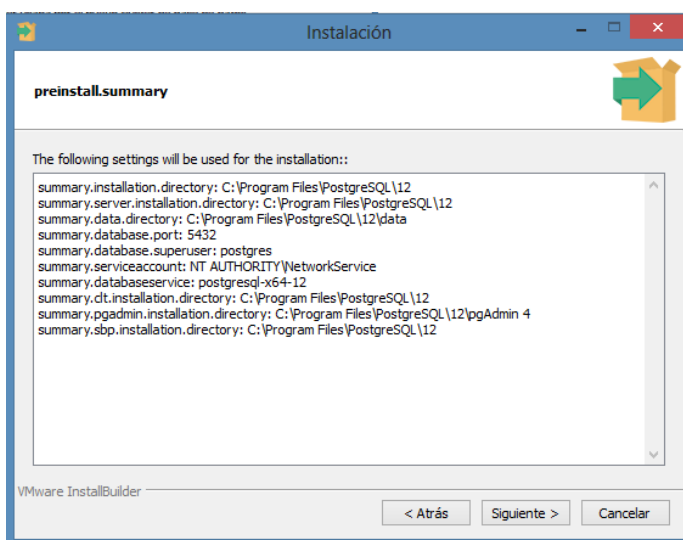 Instalación
preinstall.summary
The following settings will be used for the installation::
summary.installation.directory: C:\Program Files\PostgreSQL\12
summary.server.installation.directory: C:\Program Files\PostgreSQL\12
summary.data.directory: C:\Program Files\PostgreSQL\12\data
summary.database.port: 5432
summary.database.superuser: postgres
summary.serviceaccount: NT AUTHORITY\NetworkService
summary.databaseservice: postgresql-x64-12
summary.clt.installation.directory: C:\Program Files\PostgreSQL\12
summary.pgadmin.installation.directory: C:\Program Files\PostgreSQL\12\pgAdmin 4
summary.sbp.installation.directory: C:\Program Files\PostgreSQL\12
VMware InstallBuilder
< Atrás
Siguiente >
Cancelar